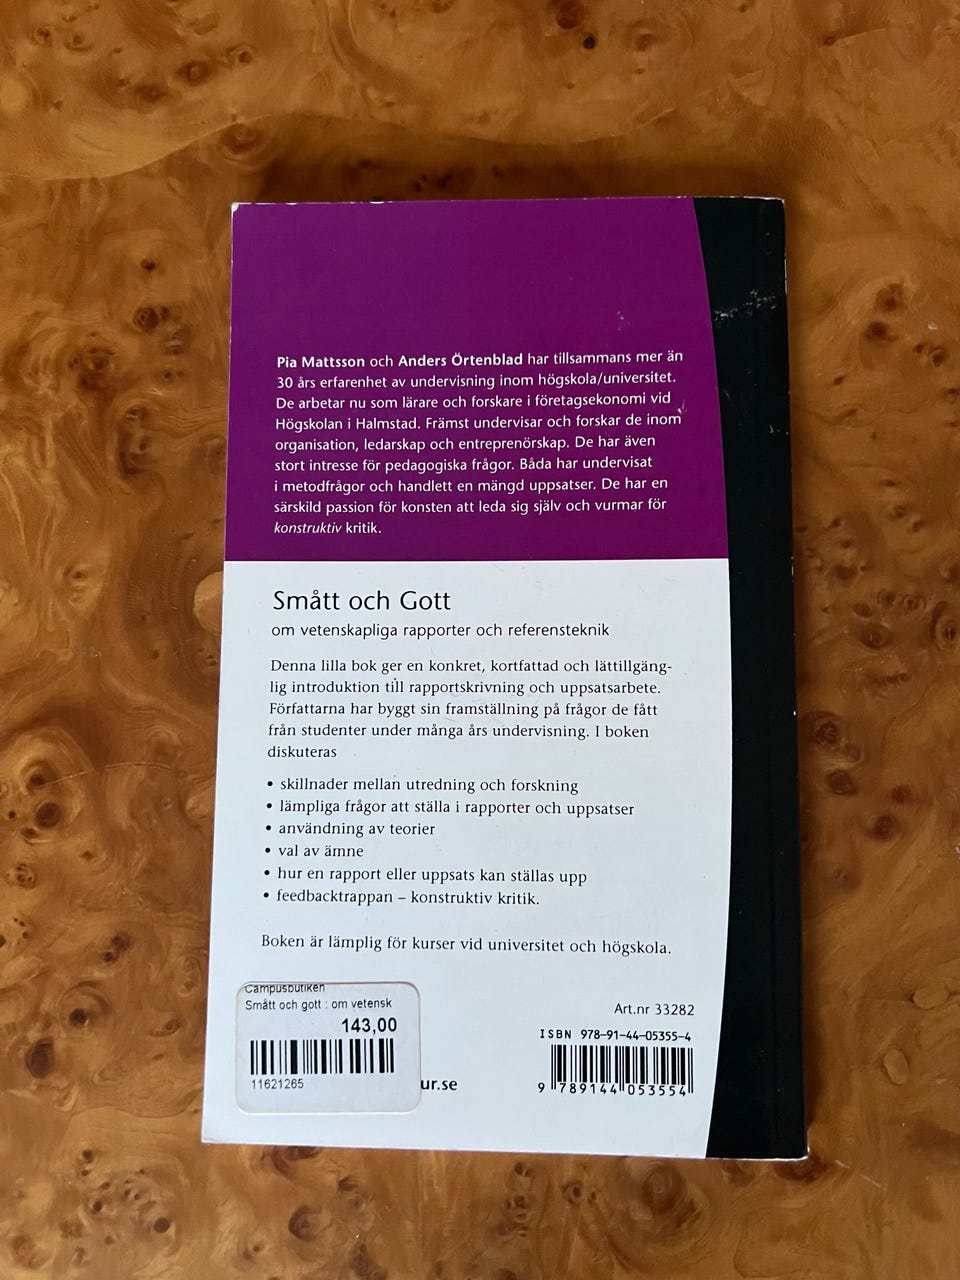 Pia Mattsson och Anders Örtenblad har tillsammans mer än
30 års erfarenhet av undervisning inom högskola/universitet.
De arbetar nu som lärare och forskare i företagsekonomi vid
Högskolan i Halmstad. Främst undervisar och forskar de inom
organisation, ledarskap och entreprenörskap. De har även
stort intresse för pedagogiska frågor. Båda har undervisat
i metodfrågor och handlett en mängd uppsatser. De har en
särskild passion för konsten att leda sig själv och vurmar för
konstruktiv kritik.
Smått och Gott
om vetenskapliga rapporter och referensteknik
Denna lilla bok ger en konkret, kortfattad och lättillgäng-
lig introduktion till rapportskrivning och uppsatsarbete.
Författarna har byggt sin framställning på frågor de fått
från studenter under många års undervisning. I boken
diskuteras
• skillnader mellan utredning och forskning
• lämpliga frågor att ställa i rapporter och uppsatser
• användning av teorier
• val av ämne
• hur en rapport eller uppsats kan ställas upp
• feedbacktrappan – konstruktiv kritik.
Boken är lämplig för kurser vid universitet och högskola.
Campusbutiken
Smått och gott : om vetensk
143,00
11621265
ur.se
Art.nr 33282
ISBN 978-91-44-05355-4
9 789144 053554